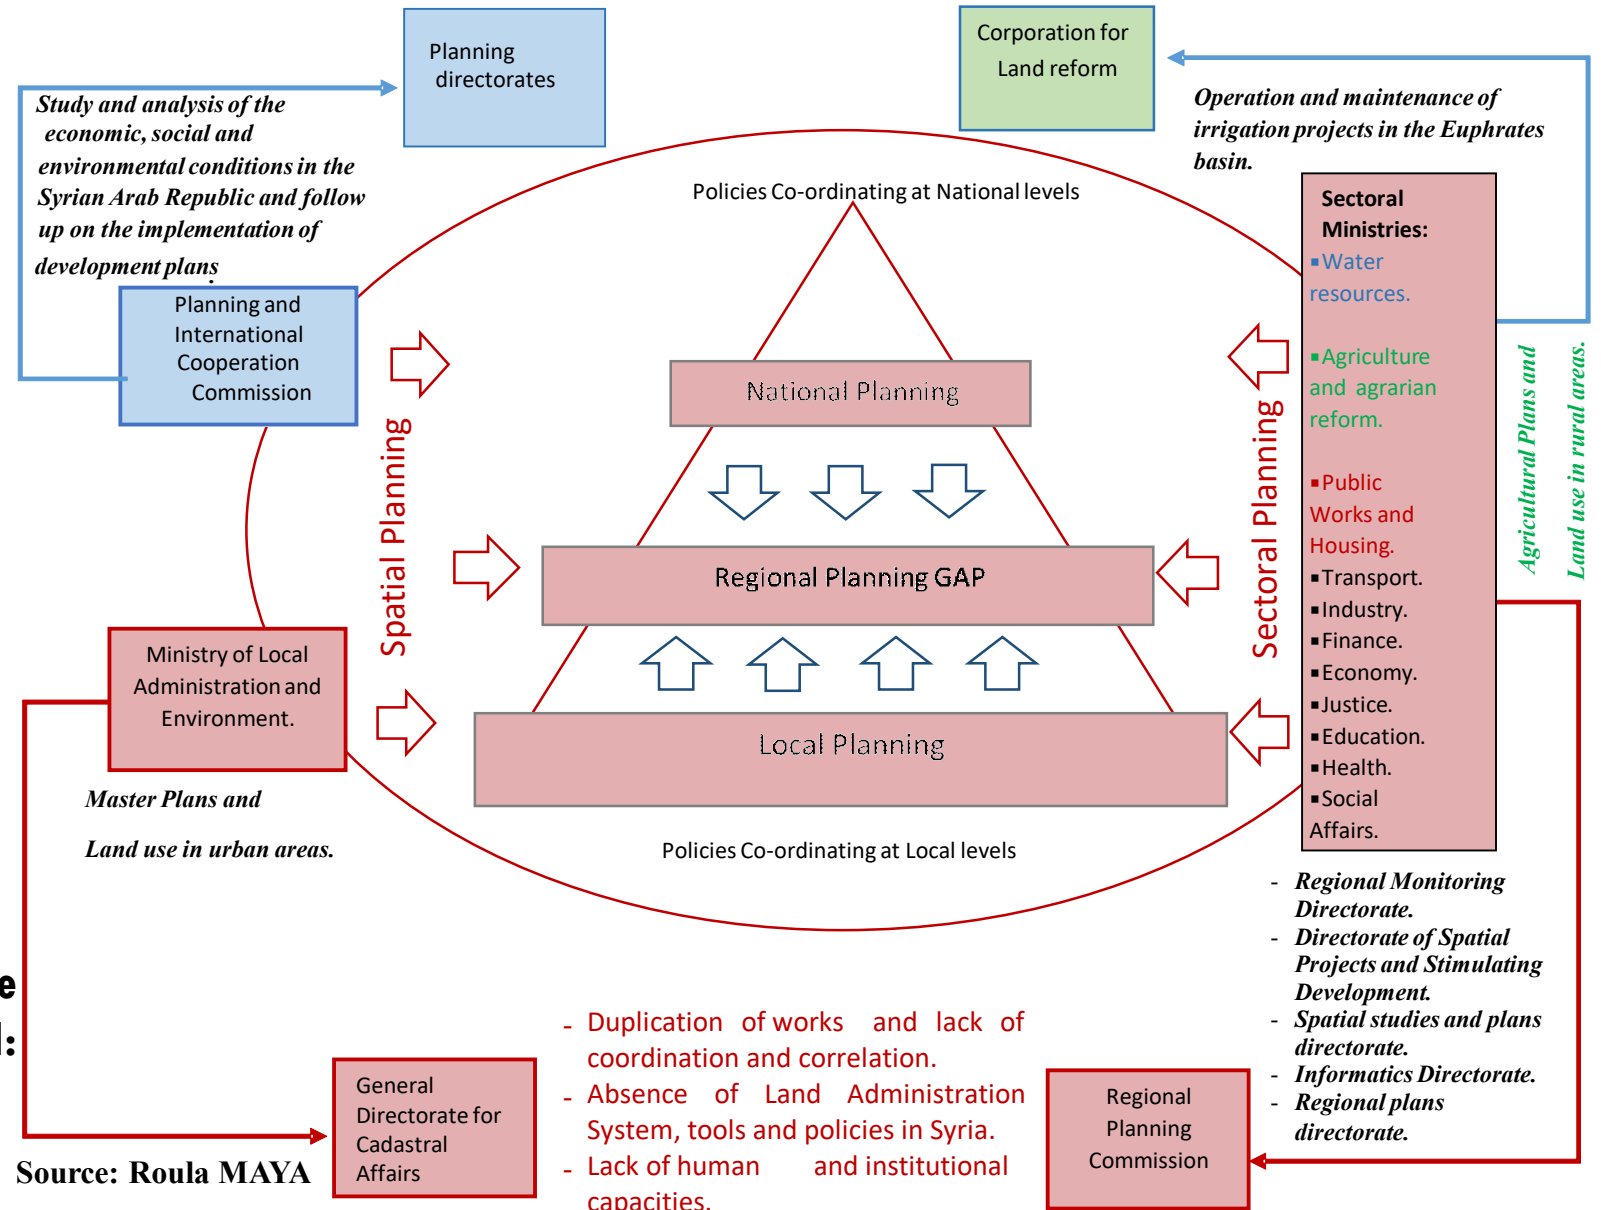 Planning
directorates
Corporation for
Land reform
Study and analysis of the
economic, social and
environmental conditions in the
Syrian Arab Republic and follow
up on the implementation of
development plans
.
Operation and maintenance of
irrigation projects in the Euphrates
basin.
Policies Co-ordinating at National levels
Planning and
International
Cooperation
Commission
Sectoral
Ministries:
▪Water
resources.
▪Agriculture
and agrarian
reform.
▪Public
Works and
Housing.
▪Transport.
▪Industry.
▪Finance.
▪Economy.
▪Justice.
▪Education.
▪Health.
▪Social
Affairs.
Agricultural Plans and
Land use in rural areas.
Spatial Planning
National Planning
Regional Planning GAP
Local Planning
Sectoral Planning
Ministry of Local
Administration and
Environment.
Master Plans and
Land use in urban areas.
Policies Co-ordinating at Local levels
- Regional Monitoring
Directorate.
- Directorate of Spatial
Projects and Stimulating
Development.
- Spatial studies and plans
directorate.
- Informatics Directorate.
- Regional plans
directorate.
e
l:
General
Directorate for
Cadastral
Affairs
- Duplication of works and lack of
coordination and correlation.
- Absence of Land Administration
System, tools and policies in Syria.
- Lack of human and institutional
capacities.
Regional
Planning
Commission
Source: Roula MAYA